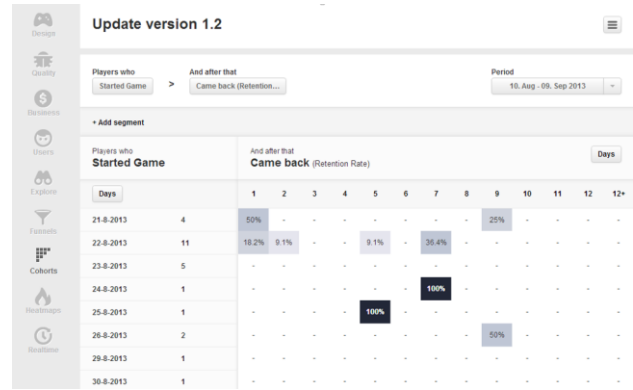 Update version 1.2
Design
Quality
Business
Users
Explore
Funnels
Cohorts
Heatmaps
Realtime
Players who
And after that
Period
Started Game > Came back (Retention... 10. Aug - 09. Sep 2013
+ Add segment
Players who
Started Game
And after that
Came back (Retention Rate)
Days
Days 1 2 3 4 5 6 7 8 9 10 11 12 12+
21-8-2013 4 50% - - - - - - - 25% - - - -
22-8-2013 11 18.2% 9.1% - - 9.1% - 36.4% - - - - - -
23-8-2013 5 - - - - - - - - - - - - -
24-8-2013 1 - - - - - - 100% - - - - - -
25-8-2013 1 - - - - 100% - - - - - - - -
26-8-2013 2 - - - - - - - - 50% - - - -
29-8-2013 1 - - - - - - - - - - - - -
30-8-2013 1 - - - - - - - - - - - - -